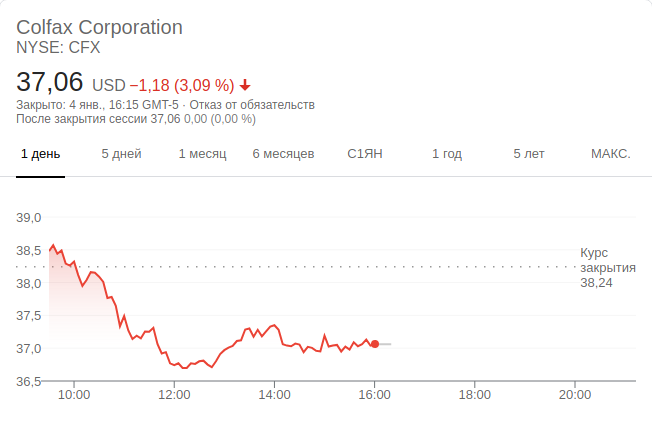 Colfax Corporation
NYSE: CFX
37,06 USD −1,18 (3,09 %)
Закрыто: 4 янв., 16:15 GMT-5 · Отказ от обязательств
После закрытия сессии 37,06 0,00 (0,00 %)
1 день 5 дней 1 месяц 6 месяцев С1ЯН 1 год 5 лет МАКС.
39,0
38,5
38,0
37,5
37,0
36,5
Курс
закрытия
38,24
10:00 12:00 14:00 16:00 18:00 20:00